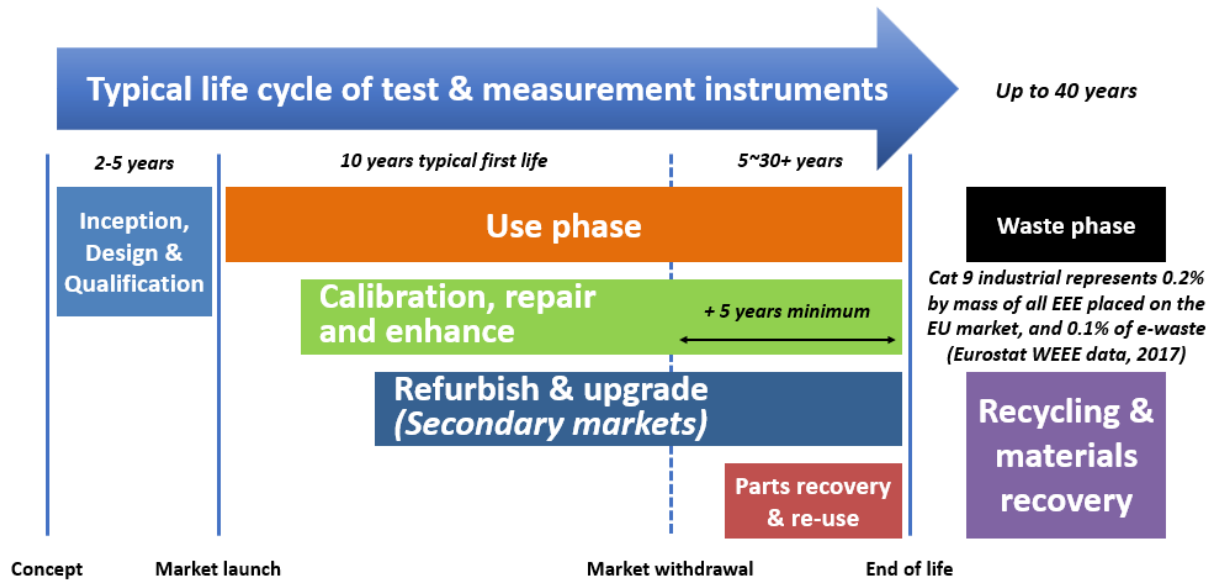 Typical life cycle of test & measurement instruments
Up to 40 years
2-5 years
10 years typical first life
5~30+ years
Inception,
Design &
Qualification
Use phase
Waste phase
Calibration, repair
and enhance
+ 5 years minimum
Cat 9 industrial represents 0.2%
by mass of all EEE placed on the
EU market, and 0.1% of e-waste
(Eurostat WEEE data, 2017)
Refurbish & upgrade
(Secondary markets)
Recycling &
materials
recovery
Parts recovery
& re-use
Concept
Market launch
Market withdrawal
End of life